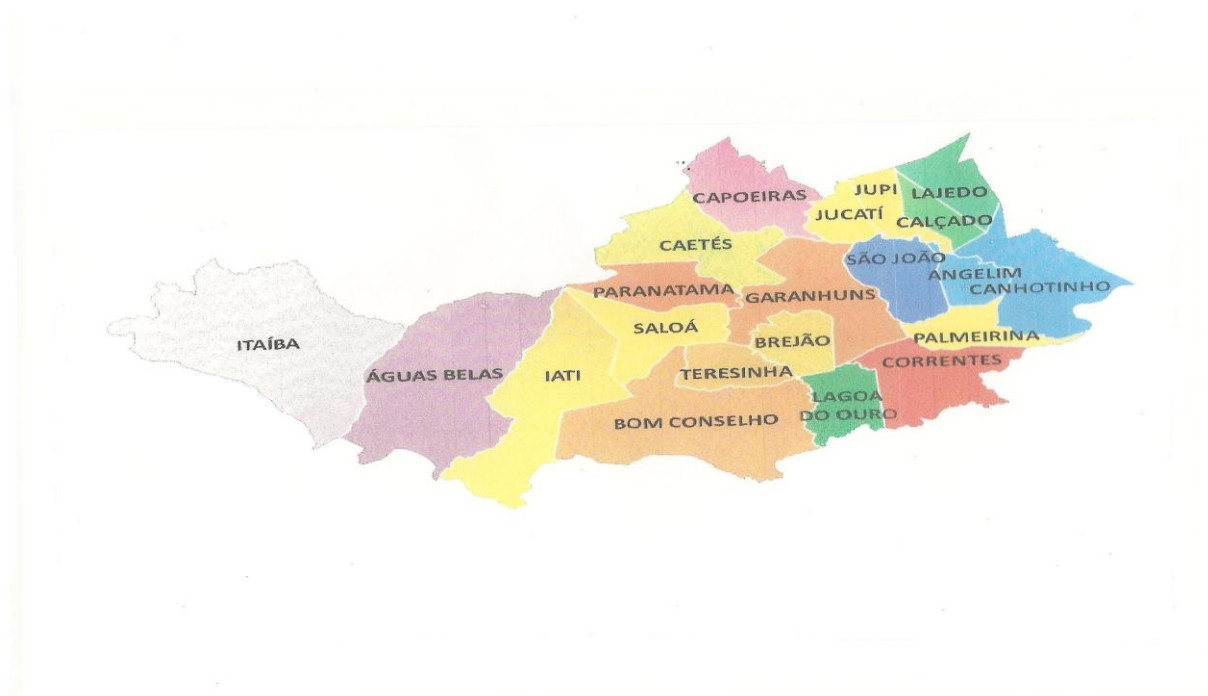 CAPOEIRAS
JUPI
LAJEDO
JUCATÍ
CALÇADO
CAETÉS
SÃO JOÃO
ANGELIM
CANHOTINHO
PARANATAMA
GARANHUNS
SALOÁ
BREJÃO
PALMEIRINA
ITAÍBA
ÁGUAS BELAS
IATI
TERESINHA
CORRENTES
LAGOA
DO OURO
BOM CONSELHO